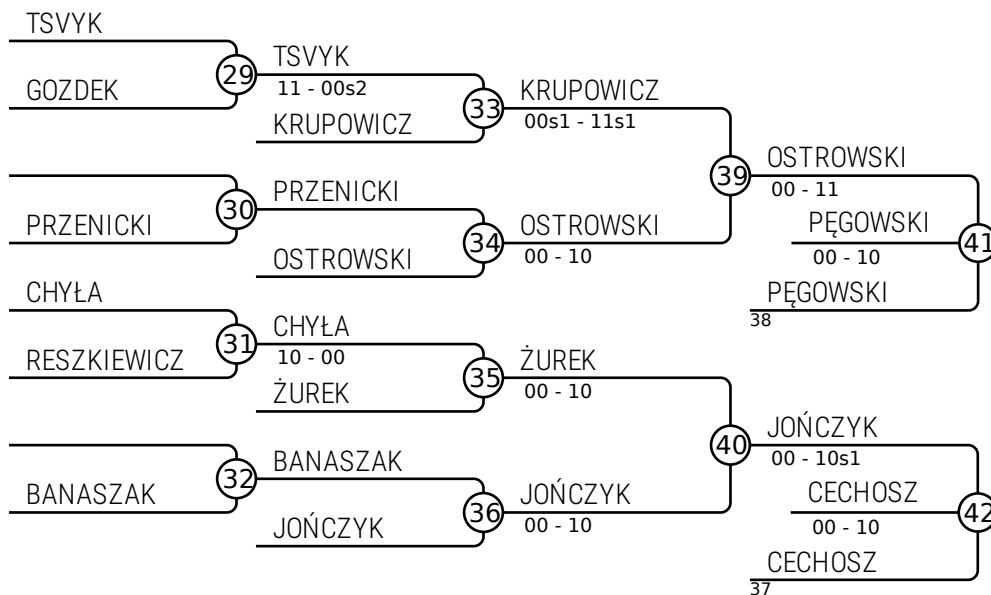 TSVYK
GOZDEK
29
TSVYK
11 - 00s2
KRUPOWICZ
33
KRUPOWICZ
00s1 - 11s1
PRZENICKI
30
PRZENICKI
OSTROWSKI
34
OSTROWSKI
00 - 10
39
OSTROWSKI
00 - 11
PĘGOWSKI
00 - 10
41
PĘGOWSKI
38
CHYŁA
RESZKIEWICZ
31
CHYŁA
10 - 00
ŻUREK
35
ŻUREK
00 - 10
BANASZAK
32
BANASZAK
JOŃCZYK
36
JOŃCZYK
00 - 10
40
JOŃCZYK
00 - 10s1
CECHOSZ
00 - 10
42
CECHOSZ
37